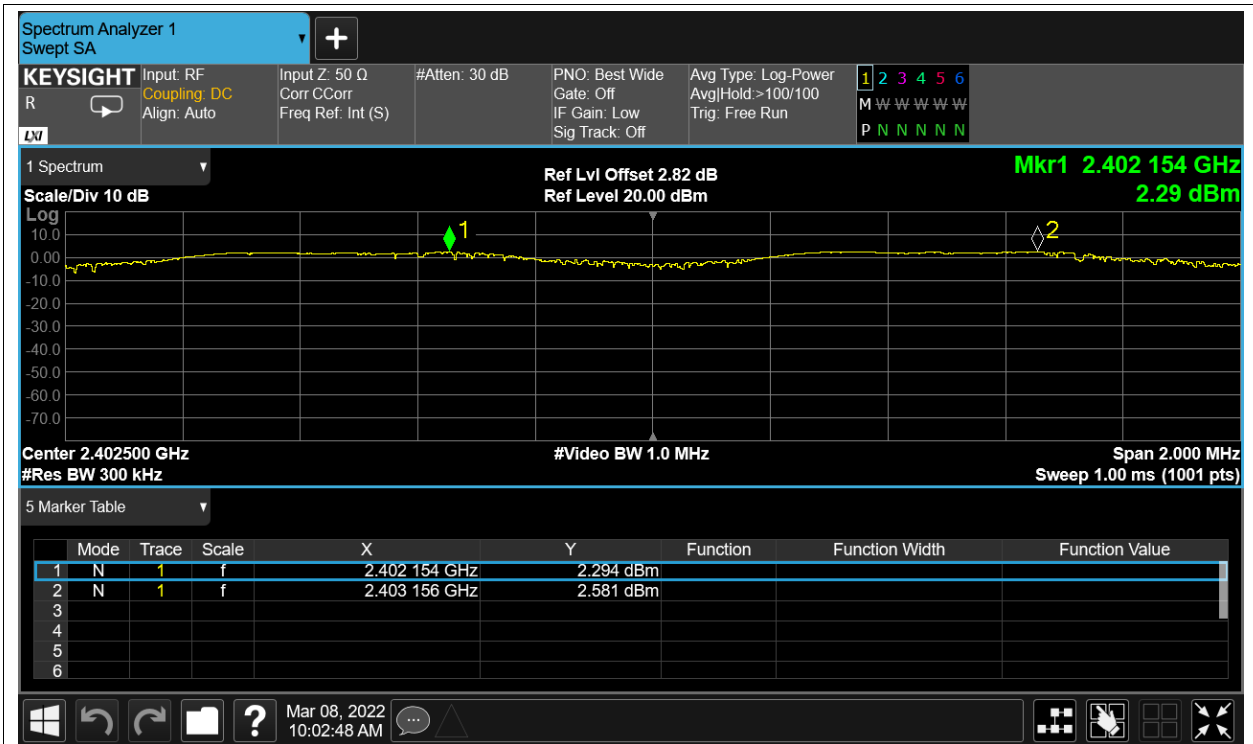 Spectrum Analyzer 1
Swept SA
+
KEYSIGHT Input: RF Input Z: 50 Ω #Atten: 30 dB PNO: Best Wide Avg Type: Log-Power 1 2 3 4 5 6
R Coupling: DC Corr CCorr Gate: Off Avg|Hold:>100/100 M W W W W W
Align: Auto Freq Ref: Int (S) IF Gain: Low Trig: Free Run
LXI Sig Track: Off P N N N N N
1 Spectrum Ref Lvl Offset 2.82 dB Mkr1 2.402 154 GHz
Scale/Div 10 dB Ref Level 20.00 dBm 2.29 dBm
Log
1 2
10.0
0.00
-10.0
-20.0
-30.0
-40.0
-50.0
-60.0
-70.0
Center 2.402500 GHz #Video BW 1.0 MHz Span 2.000 MHz
#Res BW 300 kHz Sweep 1.00 ms (1001 pts)
5 Marker Table
Mode Trace Scale X Y Function Function Width Function Value
1 N 1 f 2.402 154 GHz 2.294 dBm
2 N 1 f 2.403 156 GHz 2.581 dBm
3
4
5
6
? Mar 08, 2022
10:02:48 AM